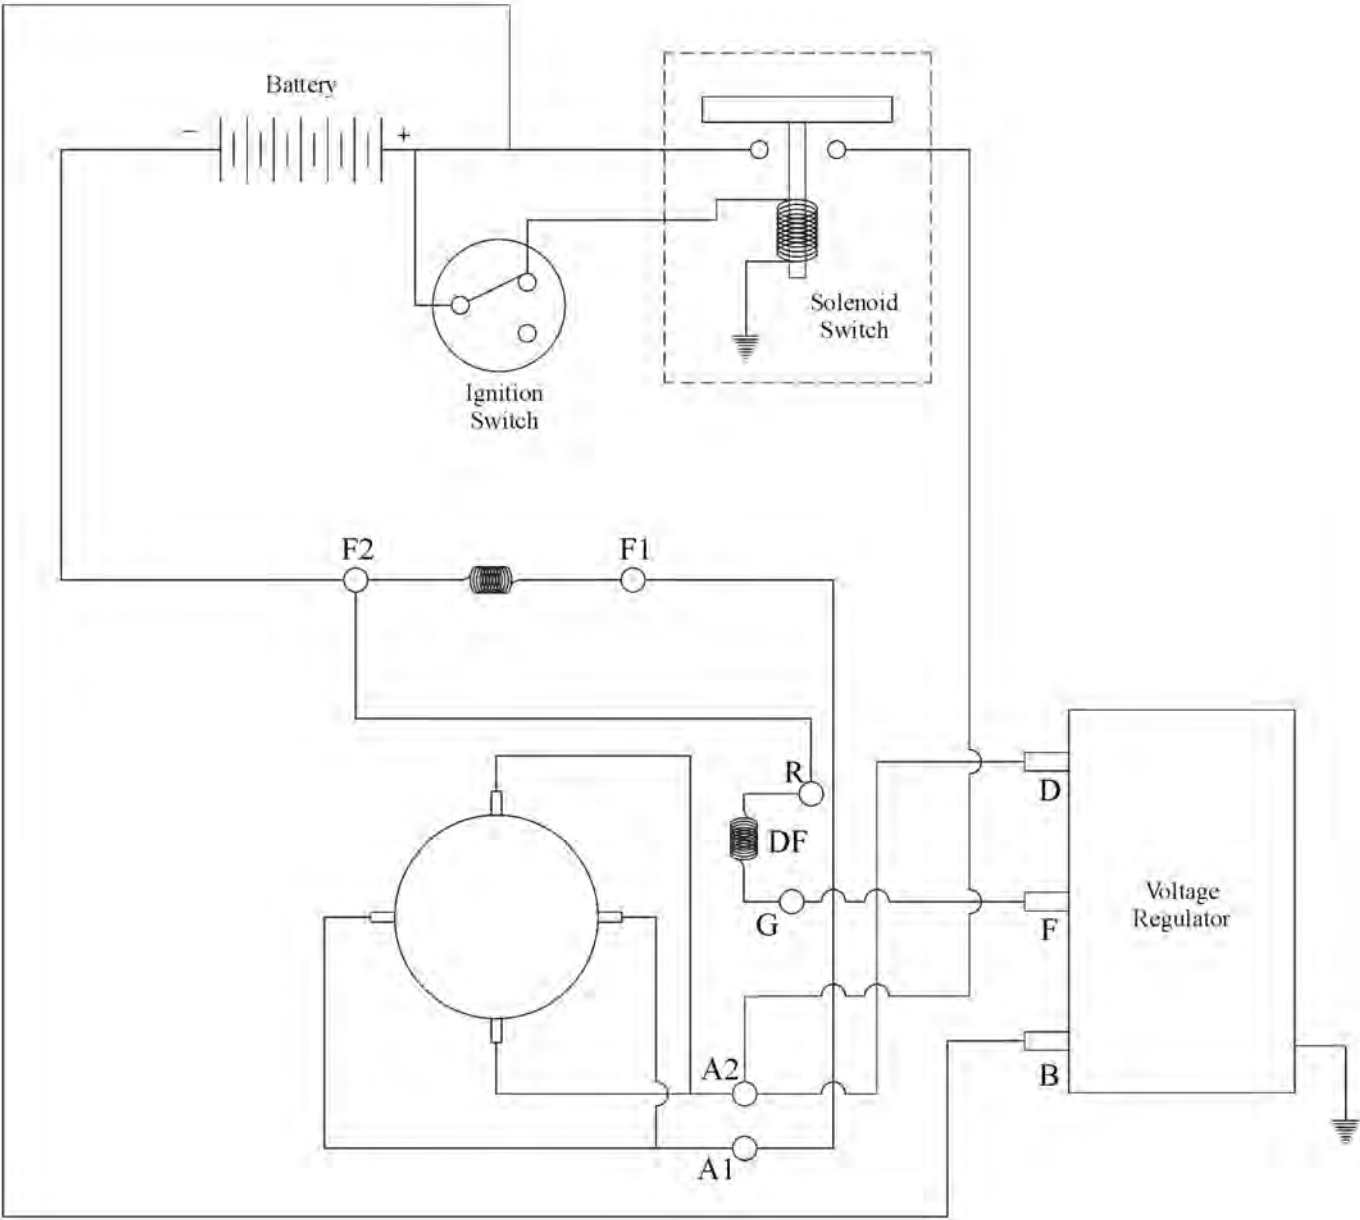 Battery
− +
Solenoid
Switch
Ignition
Switch
F2
F1
R
D
DF
Voltage
Regulator
G
F
A2
B
A1